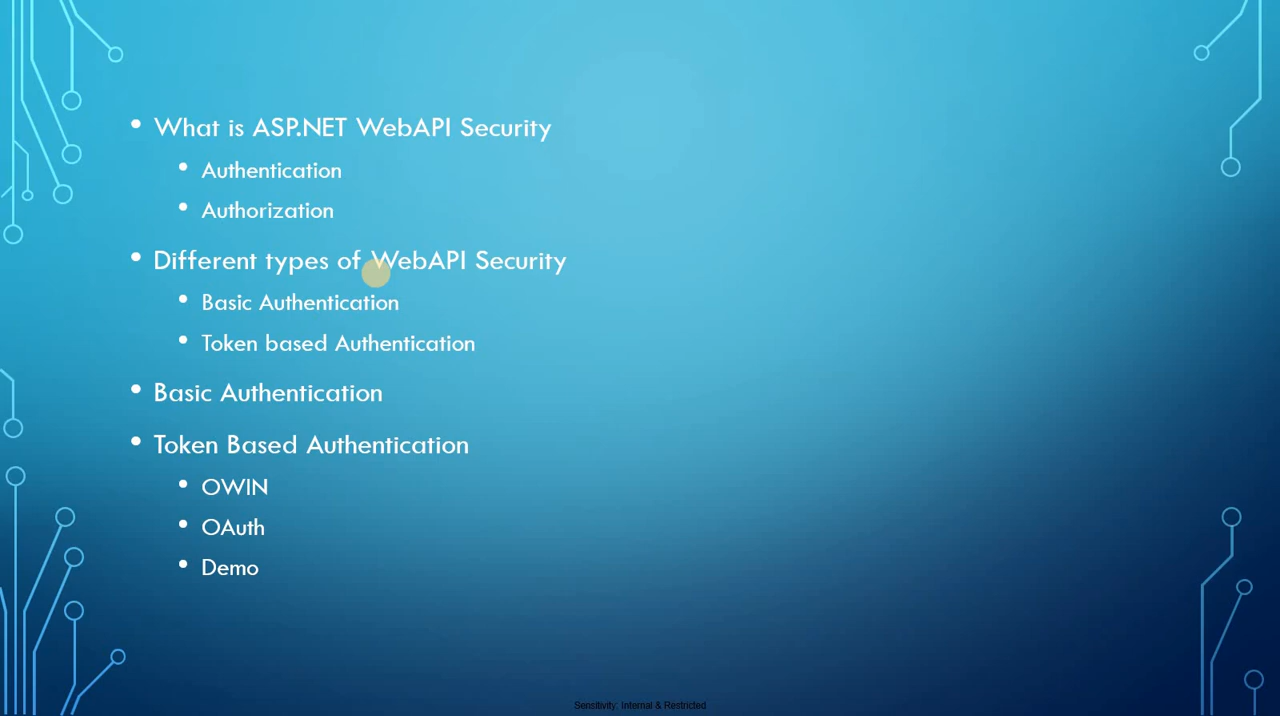 • What is ASP.NET WebAPI Security
• Authentication
• Authorization
• Different types of WebAPI Security
• Basic Authentication
• Token based Authentication
• Basic Authentication
• Token Based Authentication
• OWIN
• OAuth
• Demo
Sensitivity: Internal & Restricted